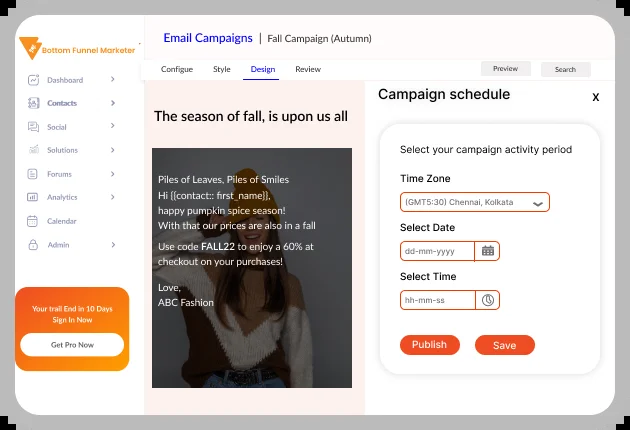 Bottom Funnel Marketer
Dashboard
Contacts
Social
Solutions
Forums
Analytics
Calendar
Admin
Your trail End in 10 Days
Sign In Now
Get Pro Now
Email Campaigns | Fall Campaign (Autumn)
Configue Style Design Review
Preview Search
The season of fall, is upon us all
Piles of Leaves, Piles of Smiles
Hi {{contact:: first_name}},
happy pumpkin spice season!
With that our prices are also in a fall
Use code FALL22 to enjoy a 60% at
checkout on your purchases!
Love,
ABC Fashion
Campaign schedule X
Select your campaign activity period
Time Zone
(GMT5:30) Chennai, Kolkata
Select Date
dd-mm-yyyy
Select Time
hh-mm-ss
Publish Save